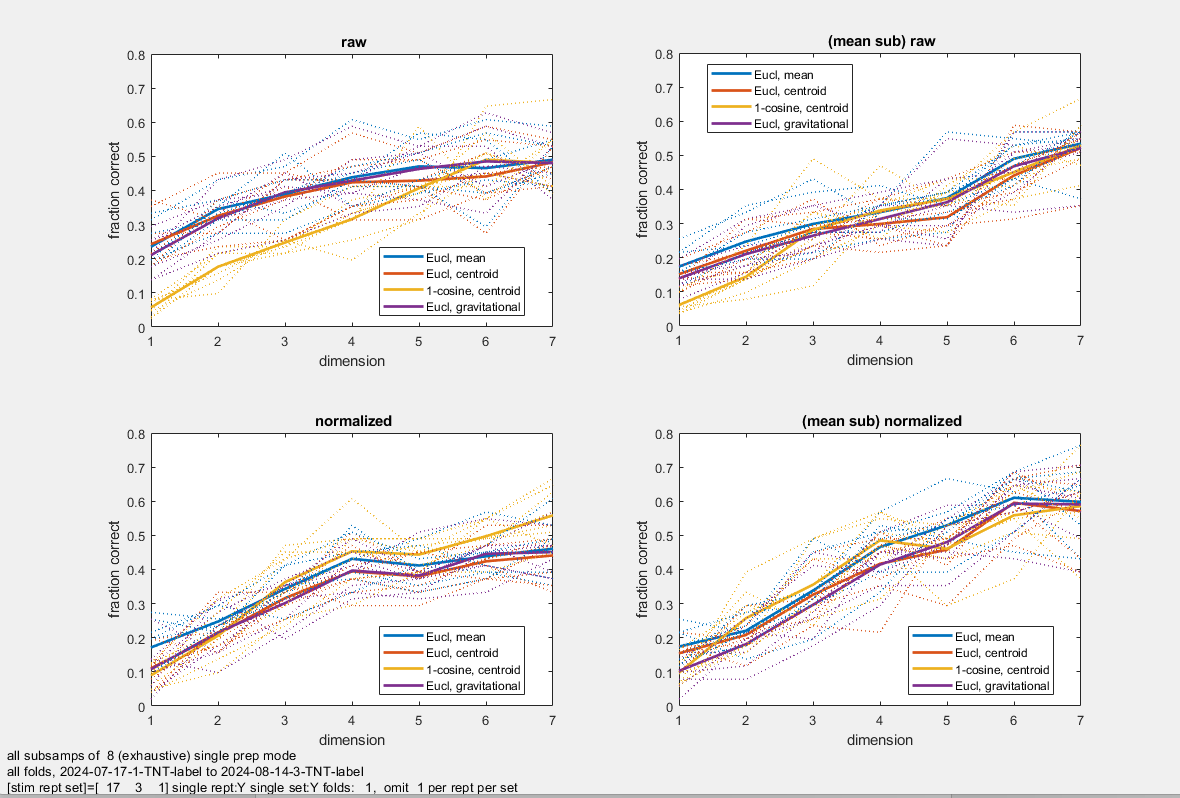 raw
0.8
0.7
0.6
0.5
0.4
0.3
0.2
0.1
0
fraction correct
1 2 3 4 5 6 7
dimension
Eucl, mean
Eucl, centroid
1-cosine, centroid
Eucl, gravitational
(mean sub) raw
0.8
0.7
0.6
0.5
0.4
0.3
0.2
0.1
0
fraction correct
Eucl, mean
Eucl, centroid
1-cosine, centroid
Eucl, gravitational
1 2 3 4 5 6 7
dimension
normalized
0.8
0.7
0.6
0.5
0.4
0.3
0.2
0.1
0
fraction correct
Eucl, mean
Eucl, centroid
1-cosine, centroid
Eucl, gravitational
1 2 3 4 5 6 7
dimension
(mean sub) normalized
0.8
0.7
0.6
0.5
0.4
0.3
0.2
0.1
0
fraction correct
Eucl, mean
Eucl, centroid
1-cosine, centroid
Eucl, gravitational
1 2 3 4 5 6 7
dimension
all subsamps of 8 (exhaustive) single prep mode
all folds, 2024-07-17-1-TNT-label to 2024-08-14-3-TNT-label
[stim rept set]=[ 17 3 1] single rept:Y single set:Y folds: 1, omit 1 per rept per set